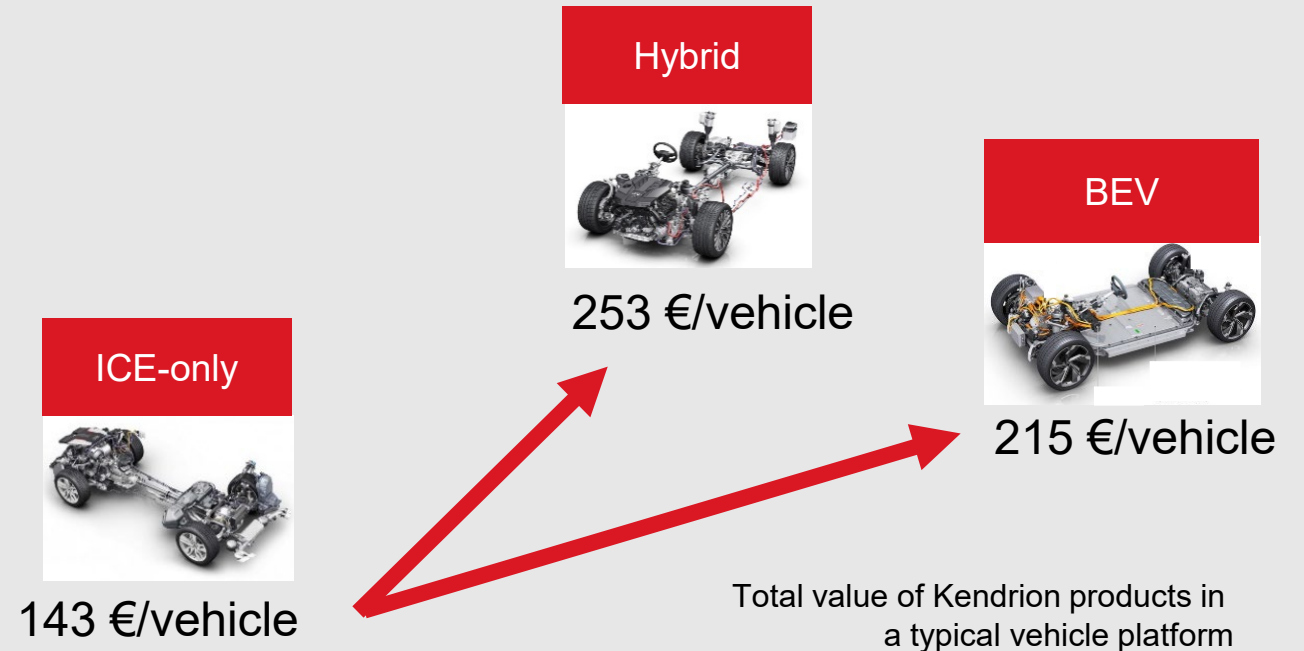 Hybrid
253 €/vehicle
BEV
215 €/vehicle
ICE-only
143 €/vehicle
Total value of Kendrion products in
a typical vehicle platform